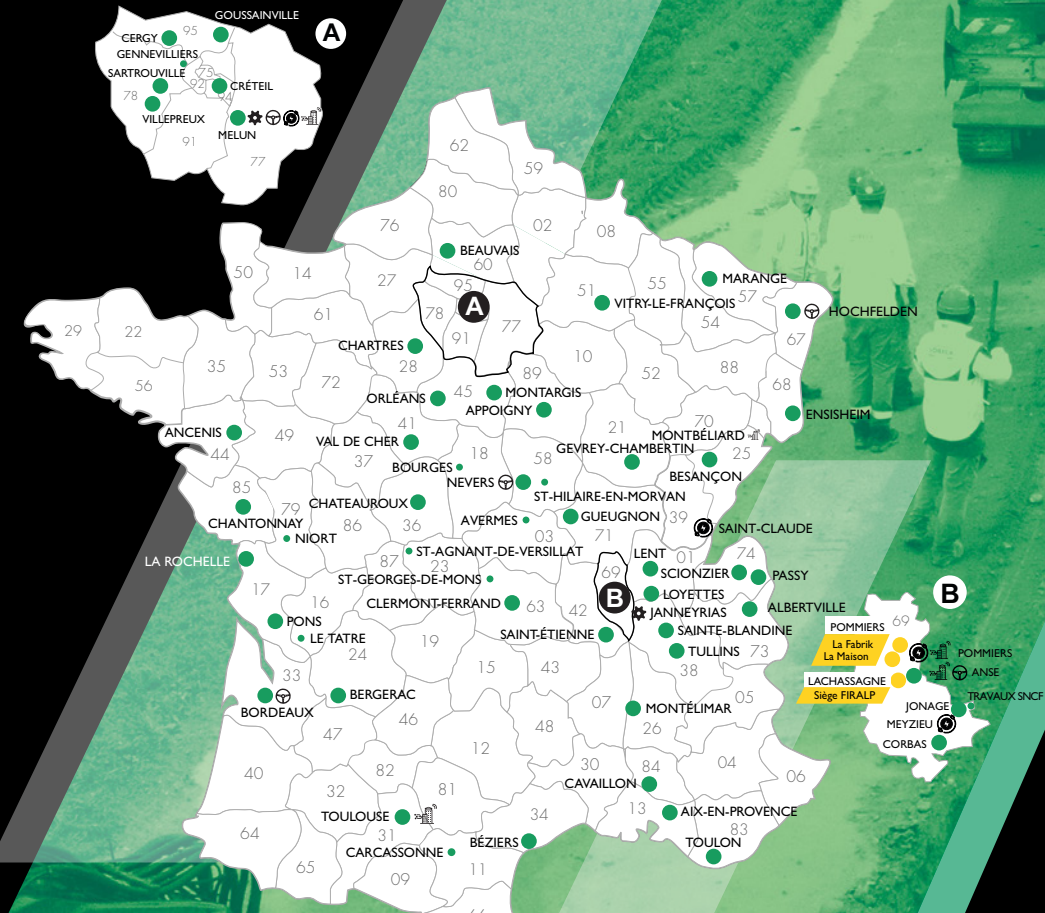 GOUSSAINVILLE
A
CERGY
95
GENNEVILLIERS
SARTROUVILLE
75
92
CRÉTEIL
78
94
VILLEPREUX
MELUN
91
77
62
59
80
76
02
08
BEAUVAIS
60
50
14
27
95
A
51
VITRY-LE-FRANÇOIS
55
MARANGE
57
54
HOCHFELDEN
67
78
91
77
29
22
61
CHARTRES
28
10
35
53
72
56
52
88
68
89
ORLÉANS
45
MONTARGIS
APPOIGNY
ENSISHEIM
ANCENIS
44
49
41
VAL DE CHER
37
21
70
MONTBÉLIARD
GEVREY-CHAMBERTIN
25
BESANÇON
18
BOURGES
58
NEVERS
ST-HILAIRE-EN-MORVAN
85
CHANTONNAY
79
NIORT
86
CHATEAUROUX
36
AVERMES
03
GUEUGNON
71
39
SAINT-CLAUDE
LA ROCHELLE
87
ST-AGNANT-DE-VERSILLAT
23
ST-GEORGES-DE-MONS
LENT
01
74
SCIONZIER
PASSY
69
B
LOYETTES
JANNEYRIAS
ALBERTVILLE
17
16
CLERMONT-FERRAND
63
42
SAINT-ÉTIENNE
SAINTE-BLANDINE
TULLINS
73
38
PONS
LE TATRE
24
19
15
43
33
BORDEAUX
BERGERAC
46
07
MONTÉLIMAR
26
05
47
48
12
40
82
30
84
CAVAILLON
04
06
32
81
TOULOUSE
31
34
13
AIX-EN-PROVENCE
83
64
BÉZIERS
TOULON
CARCASSONNE
65
09
11
66
B
69
POMMIERS
La Fabrik
La Maison
POMMIERS
LACHASSAGNE
Siège FIRALP
ANSE
TRAVAUX SNCF
JONAGE
MEYZIEU
CORBAS